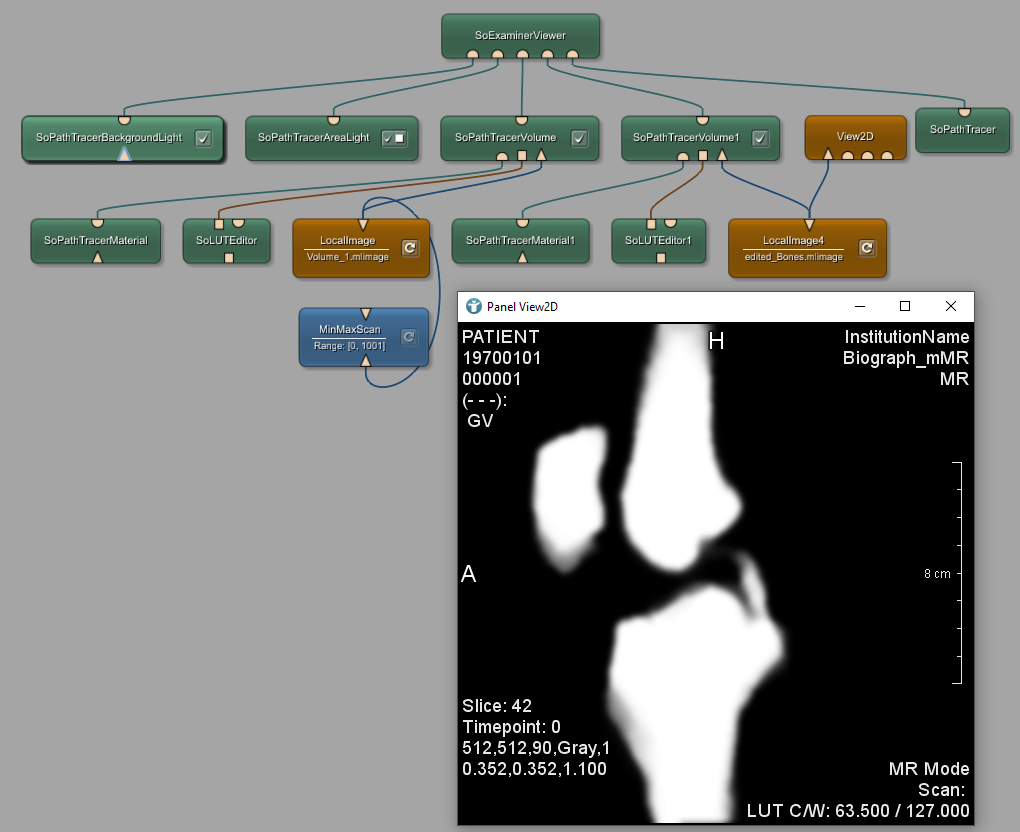 SoExaminerViewer
SoPathTracerBackgroundLight
SoPathTracerAreaLight
SoPathTracerVolume
SoPathTracerVolume1
View2D
SoPathTracer
SoPathTracerMaterial
SoLUTEditor
LocalImage
Volume_1.mlimage
SoPathTracerMaterial1
SoLUTEditor1
LocalImage4
edited_Bones.mlimage
MinMaxScan
Range: [0, 1001]
Panel View2D
PATIENT
19700101
000001
(- - -):
GV
H
InstitutionName
Biograph_mMR
MR
A
8 cm
Slice: 42
Timepoint: 0
512,512,90,Gray,1
0.352,0.352,1.100
MR Mode
Scan:
LUT C/W: 63.500 / 127.000